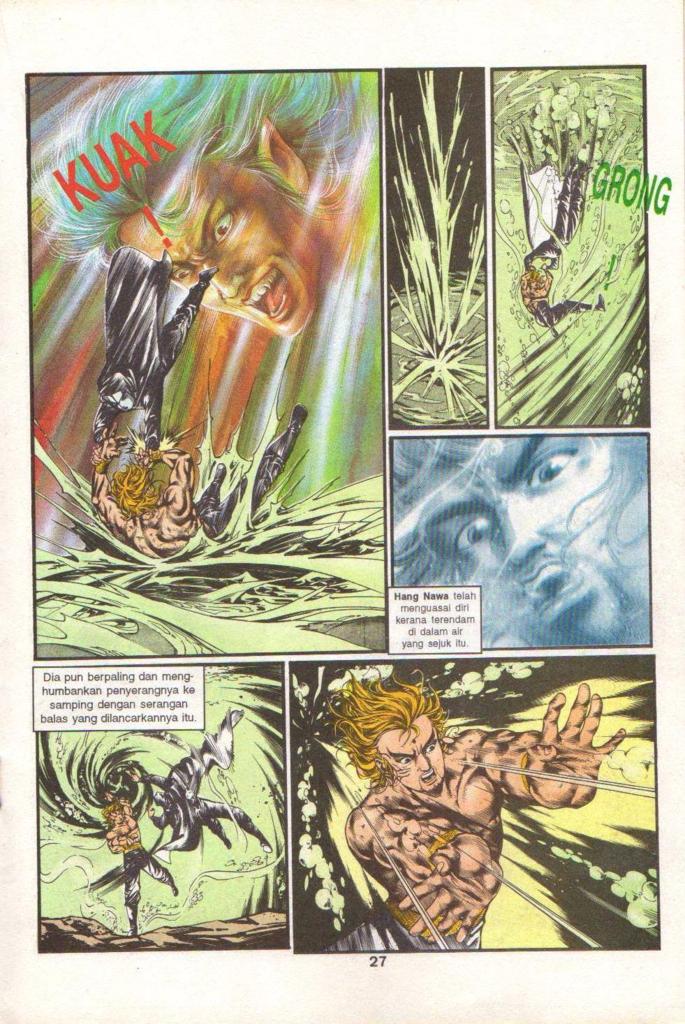 KUAK
!
GRONG
!
Hang Nawa telah
menguasai diri
kerana terendam
di dalam air
yang sejuk itu.
Dia pun berpaling dan meng-
humbankan penyerangnya ke
samping dengan serangan
balas yang dilancarkannya itu.
27